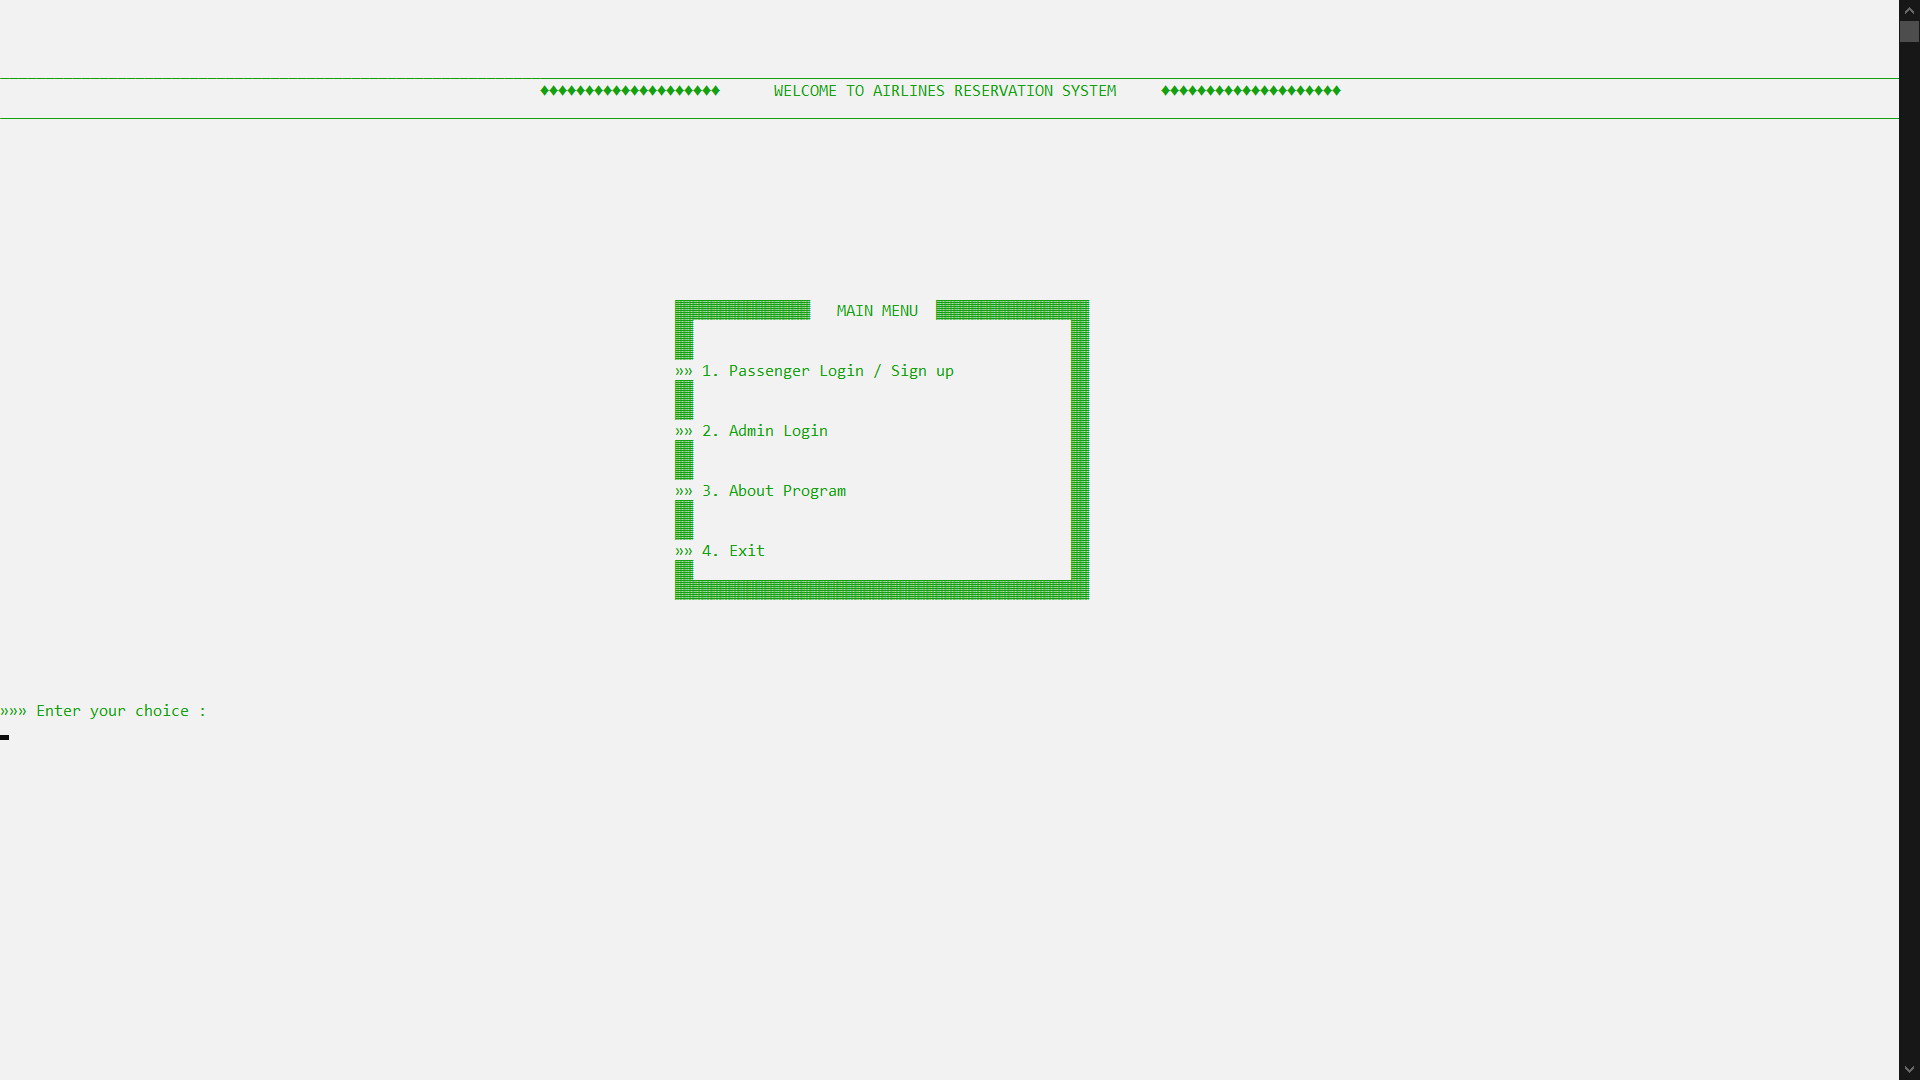 ♦♦♦♦♦♦♦♦♦♦♦♦♦♦♦♦♦♦♦♦ WELCOME TO AIRLINES RESERVATION SYSTEM ♦♦♦♦♦♦♦♦♦♦♦♦♦♦♦♦♦♦♦♦
MAIN MENU
»» 1. Passenger Login / Sign up
»» 2. Admin Login
»» 3. About Program
»» 4. Exit
»»» Enter your choice :